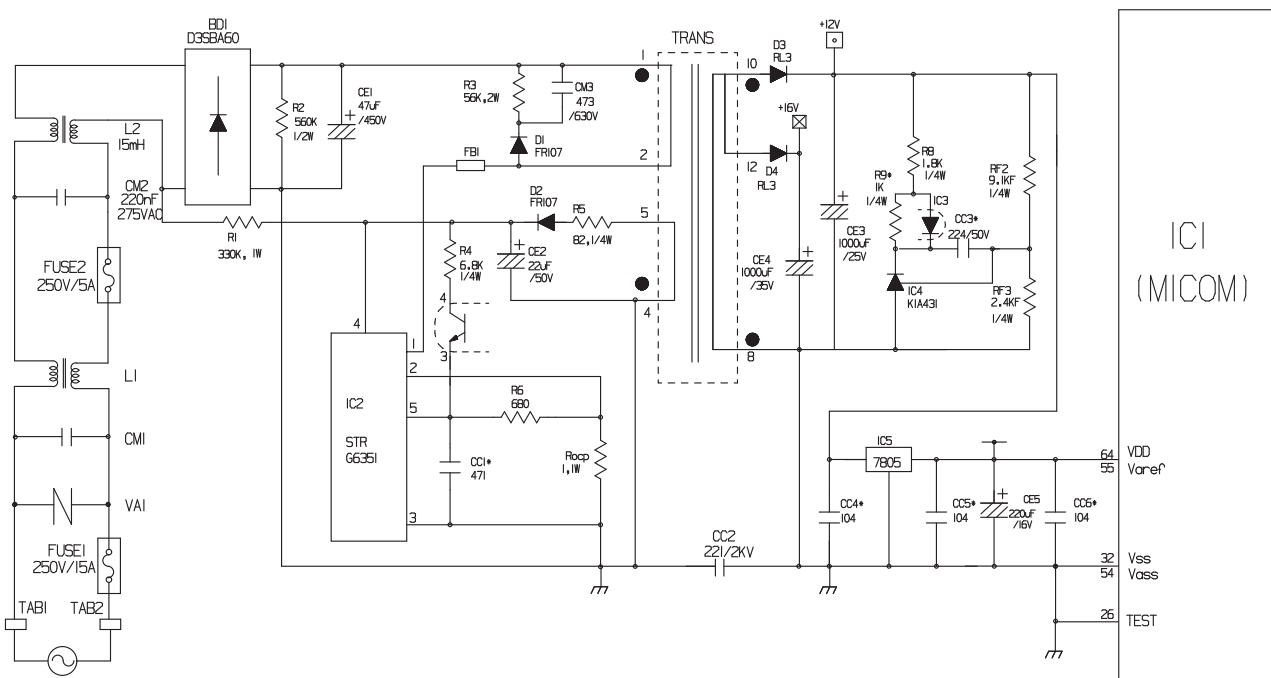 BD1
D3SBA60
TRANS
+12V
D3
RL3
1
10
R3
56K,2W
CM3
473
/630V
CE1
47uF
/450V
R2
560K
1/2W
L2
15mH
+16V
D1
FR107
FB1
2
12
D4
RL3
R8
1.8K
1/4W
RF2
9.1KF
1/4W
R9*
1K
1/4W
IC3
CM2
220nF
275VAC
D2
FR107
R5
82,1/4W
5
CC3*
224/50V
CE3
1000uF
/25V
IC1
(MICOM)
R1
330K, 1W
R4
6.8K
1/4W
CE2
22uF
/50V
CE4
1000uF
/35V
FUSE2
250V/5A
IC4
KIA431
RF3
2.4KF
1/4W
4
4
4
3
1
8
2
L1
R6
680
IC2
5
STR
G6351
CM1
CC1*
471
Rocp
1,1W
IC5
7805
64
VDD
55
Varef
VA1
3
CC4*
104
CC5*
104
CE5
220uF
/16V
CC6*
104
FUSE1
250V/15A
CC2
221/2KV
32
Vss
54
Vass
TAB1
TAB2
26
TEST